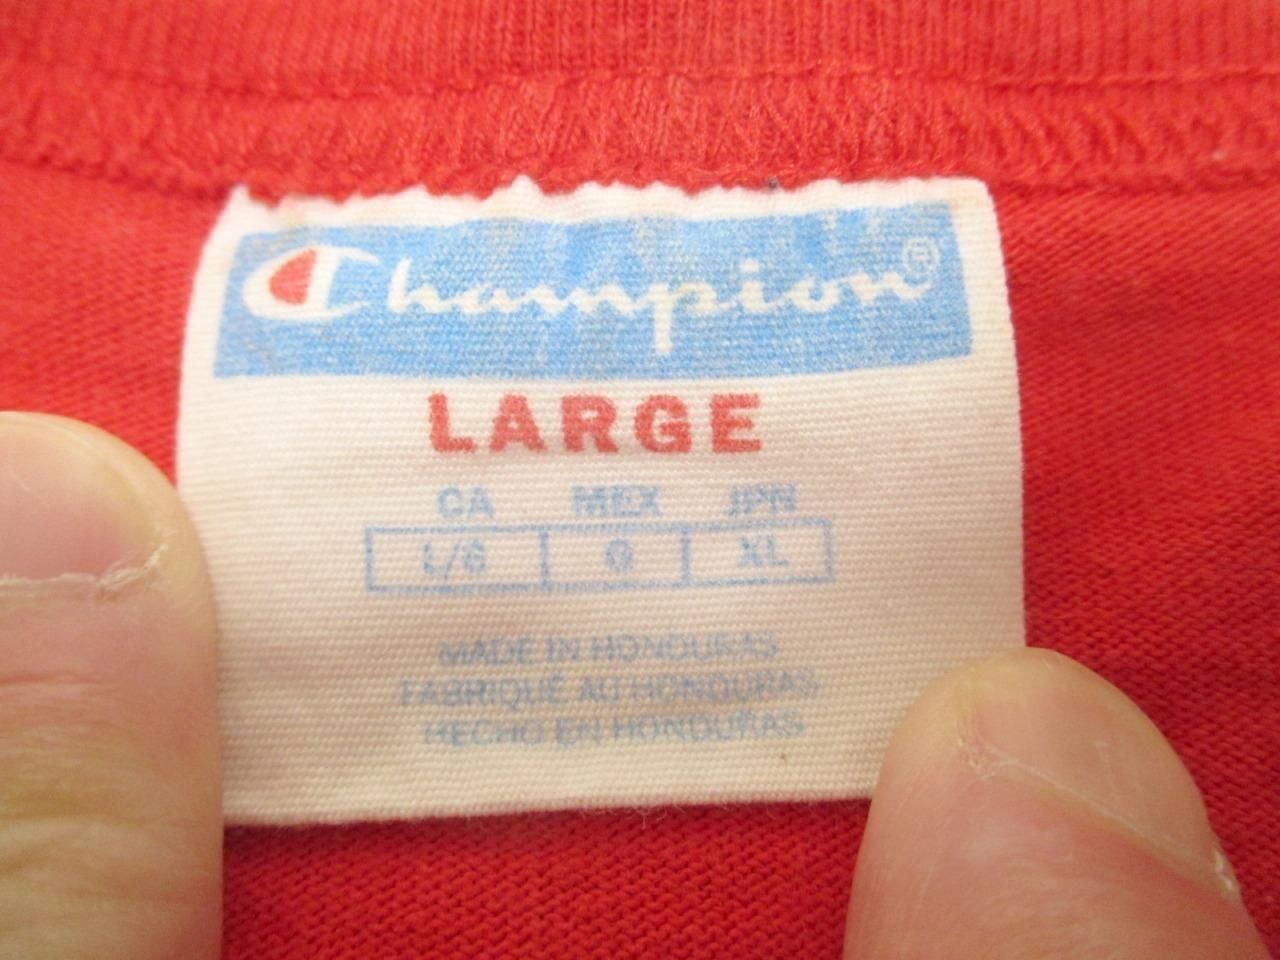 Champion®
LARGE
CA MEX JPN
L/G G XL
MADE IN HONDURAS
FABRIQUÉ AU HONDURAS
HECHO EN HONDURAS